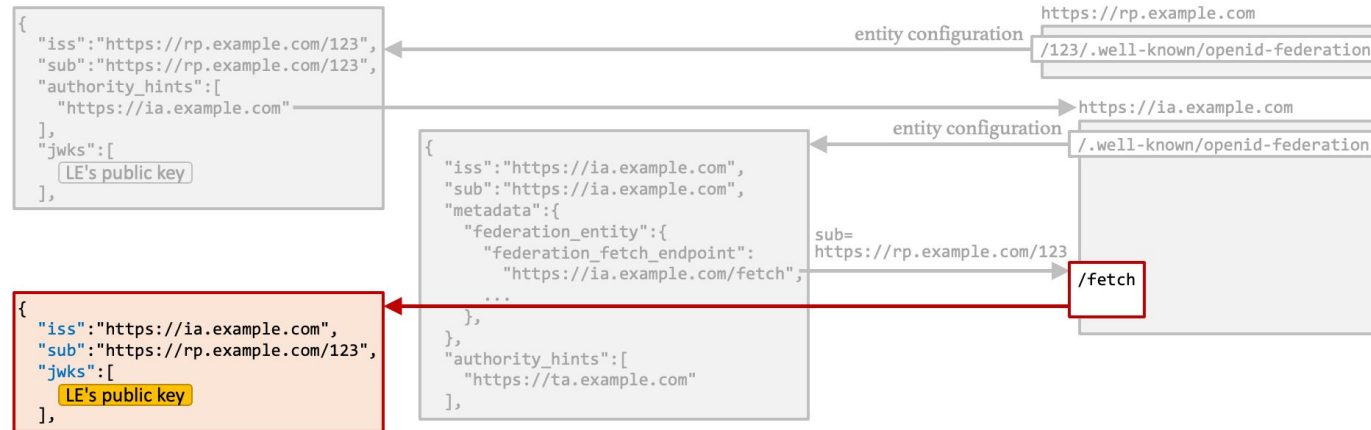 {
"iss":"https://rp.example.com/123",
"sub":"https://rp.example.com/123",
"authority_hints":[
"https://ia.example.com"
],
"jwks":[
LE's public key
],
entity configuration
https://rp.example.com
/123/.well-known/openid-federation
https://ia.example.com
entity configuration
/.well-known/openid-federation
{
"iss":"https://ia.example.com",
"sub":"https://ia.example.com",
"metadata":{
"federation_entity":{
"federation_fetch_endpoint":
"https://ia.example.com/fetch",
...
},
},
"authority_hints":[
"https://ta.example.com"
],
sub=
https://rp.example.com/123
/fetch
{
"iss":"https://ia.example.com",
"sub":"https://rp.example.com/123",
"jwks":[
LE's public key
],